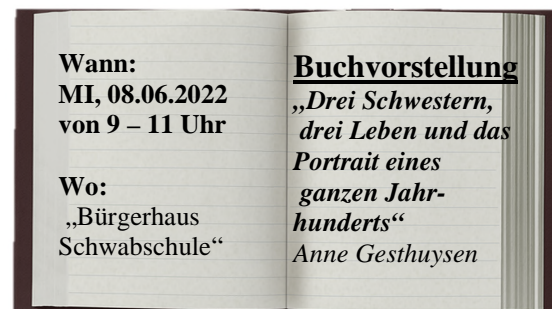 Wann:
MI, 08.06.2022
von 9 – 11 Uhr
Wo:
„Bürgerhaus
Schwabschule“
Buchvorstellung
„Drei Schwestern,
drei Leben und das
Portrait eines
ganzen Jahr-
hunderts“
Anne Gesthuysen